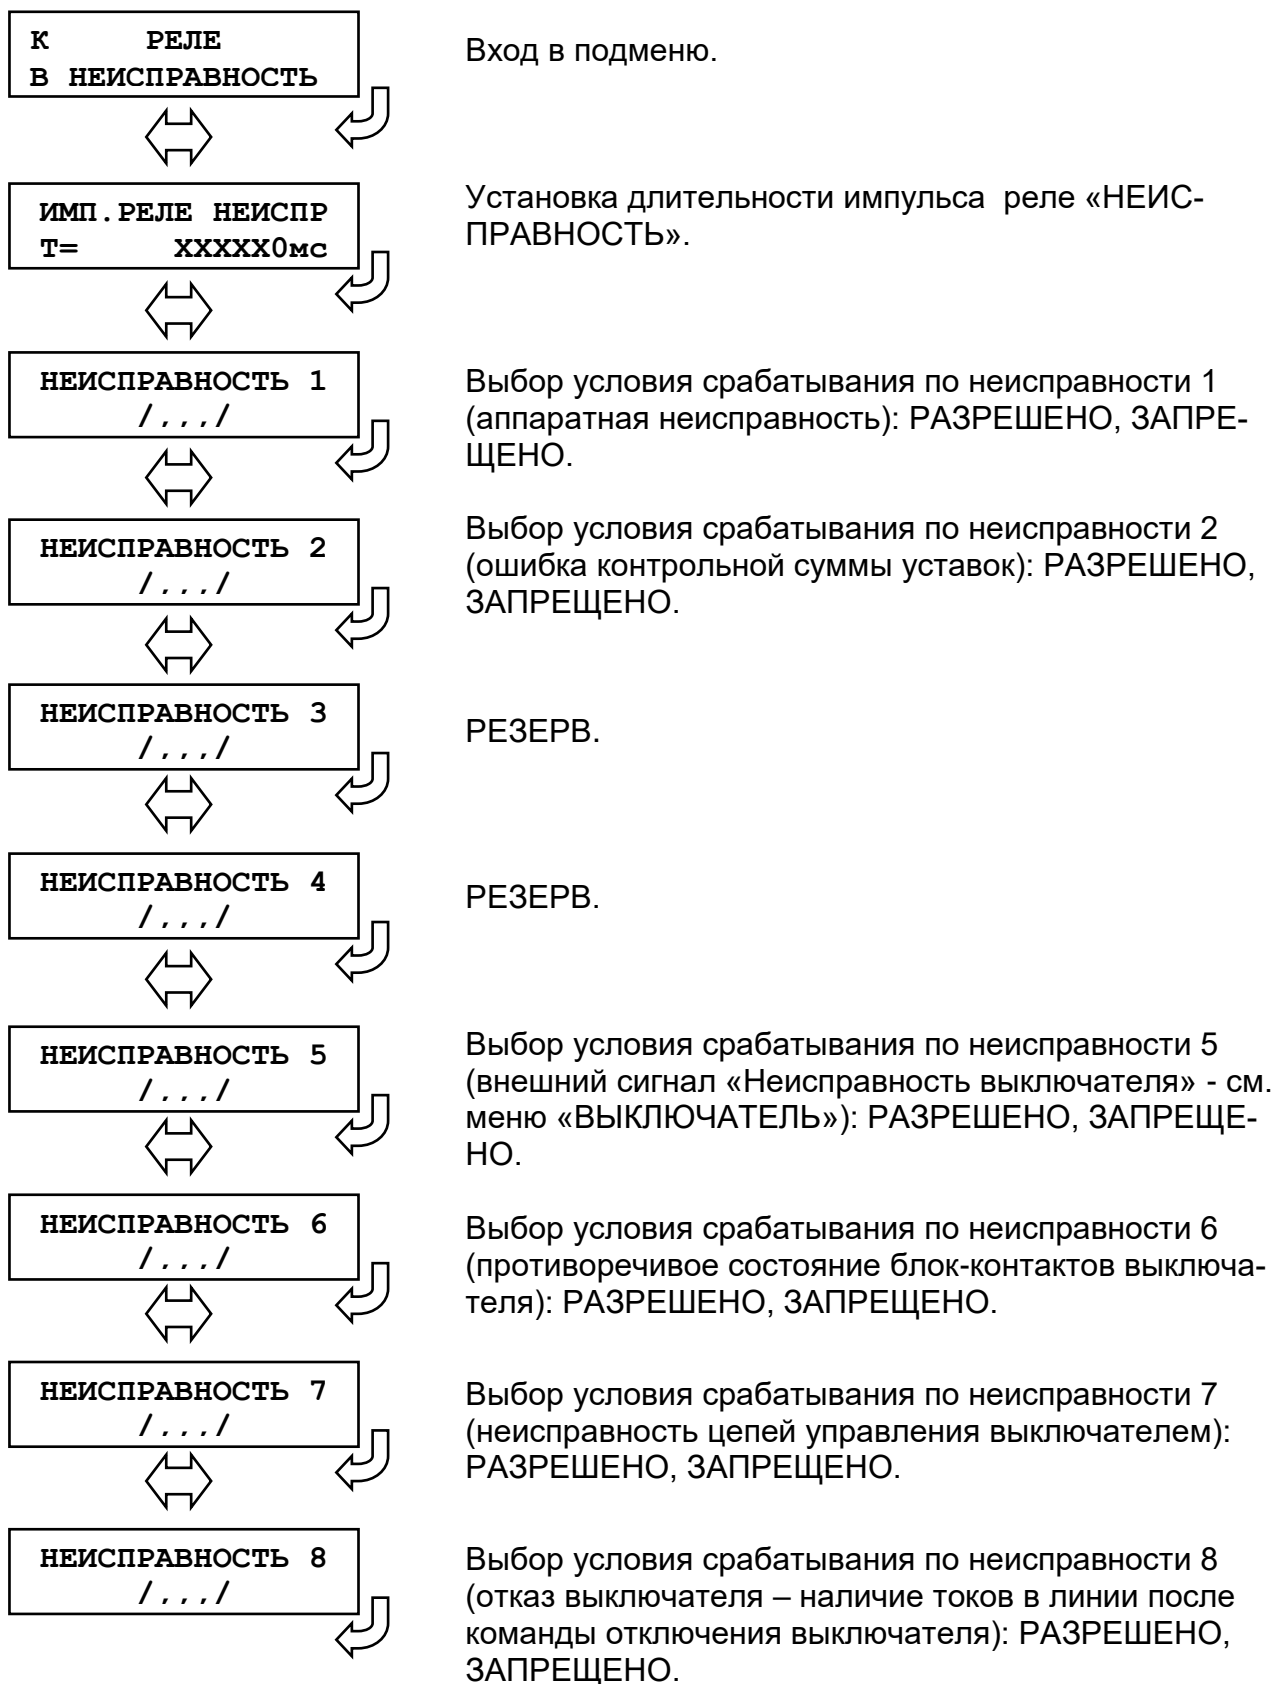 К РЕЛЕ
В НЕИСПРАВНОСТЬ
Вход в подменю.
ИМП.РЕЛЕ НЕИСПР
Т= XXXXX0мс
Установка длительности импульса реле «НЕИС-
ПРАВНОСТЬ».
НЕИСПРАВНОСТЬ 1
/.../
Выбор условия срабатывания по неисправности 1
(аппаратная неисправность): РАЗРЕШЕНО, ЗАПРЕ-
ЩЕНО.
НЕИСПРАВНОСТЬ 2
/.../
Выбор условия срабатывания по неисправности 2
(ошибка контрольной суммы уставок): РАЗРЕШЕНО,
ЗАПРЕЩЕНО.
НЕИСПРАВНОСТЬ 3
/.../
РЕЗЕРВ.
НЕИСПРАВНОСТЬ 4
/.../
РЕЗЕРВ.
НЕИСПРАВНОСТЬ 5
/.../
Выбор условия срабатывания по неисправности 5
(внешний сигнал «Неисправность выключателя» - см.
меню «ВЫКЛЮЧАТЕЛЬ»): РАЗРЕШЕНО, ЗАПРЕЩЕ-
НО.
НЕИСПРАВНОСТЬ 6
/.../
Выбор условия срабатывания по неисправности 6
(противоречивое состояние блок-контактов выключа-
теля): РАЗРЕШЕНО, ЗАПРЕЩЕНО.
НЕИСПРАВНОСТЬ 7
/.../
Выбор условия срабатывания по неисправности 7
(неисправность цепей управления выключателем):
РАЗРЕШЕНО, ЗАПРЕЩЕНО.
НЕИСПРАВНОСТЬ 8
/.../
Выбор условия срабатывания по неисправности 8
(отказ выключателя – наличие токов в линии после
команды отключения выключателя): РАЗРЕШЕНО,
ЗАПРЕЩЕНО.